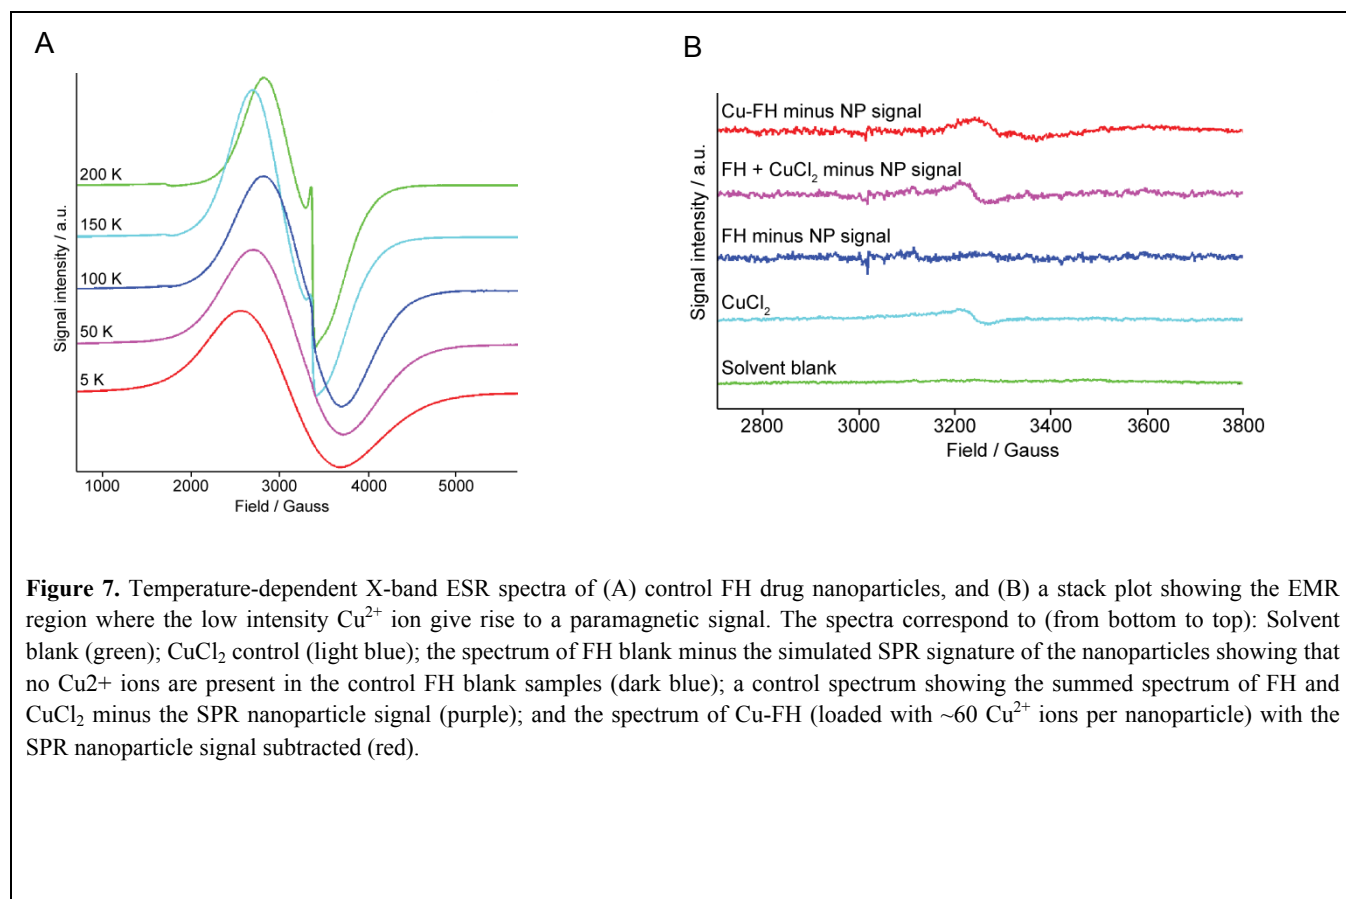 A
200 K
150 K
100 K
50 K
5 K
Signal intensity / a.u.
1000 2000 3000 4000 5000
Field / Gauss
B
Cu-FH minus NP signal
FH + CuCl2 minus NP signal
FH minus NP signal
CuCl2
Solvent blank
Signal intensity / a.u.
2800 3000 3200 3400 3600 3800
Field / Gauss
Figure 7. Temperature-dependent X-band ESR spectra of (A) control FH drug nanoparticles, and (B) a stack plot showing the EMR
region where the low intensity Cu2+ ion give rise to a paramagnetic signal. The spectra correspond to (from bottom to top): Solvent
blank (green); CuCl2 control (light blue); the spectrum of FH blank minus the simulated SPR signature of the nanoparticles showing that
no Cu2+ ions are present in the control FH blank samples (dark blue); a control spectrum showing the summed spectrum of FH and
CuCl2 minus the SPR nanoparticle signal (purple); and the spectrum of Cu-FH (loaded with ~60 Cu2+ ions per nanoparticle) with the
SPR nanoparticle signal subtracted (red).